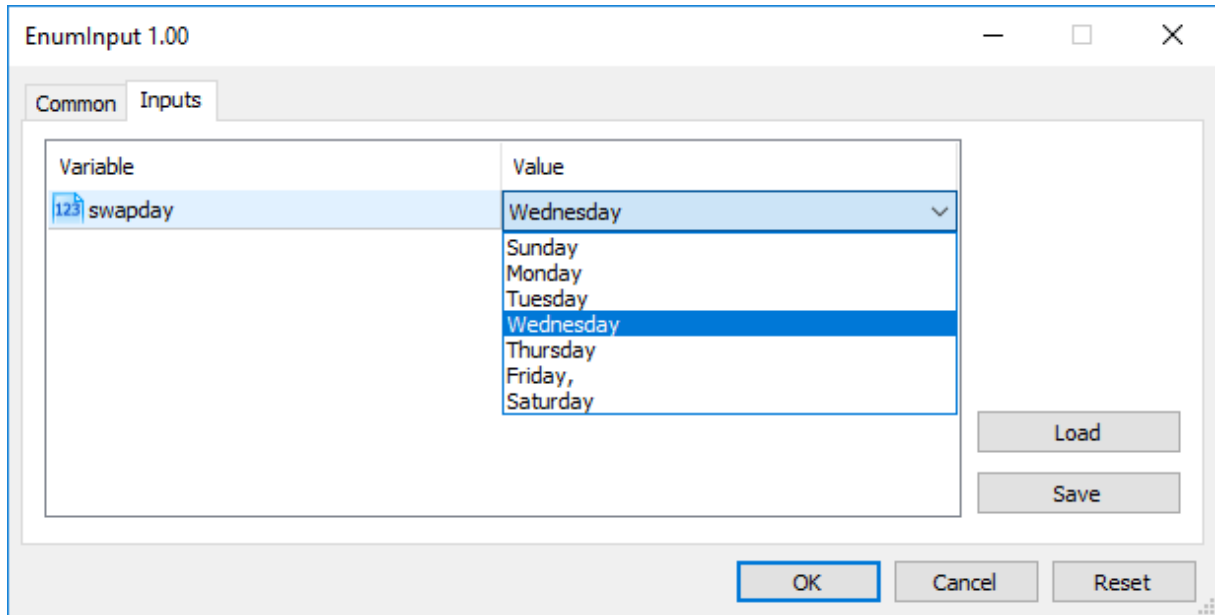 EnumInput 1.00
Common Inputs
Variable Value
123 swapday Wednesday
Sunday
Monday
Tuesday
Wednesday
Thursday
Friday,
Saturday
Load
Save
OK Cancel Reset